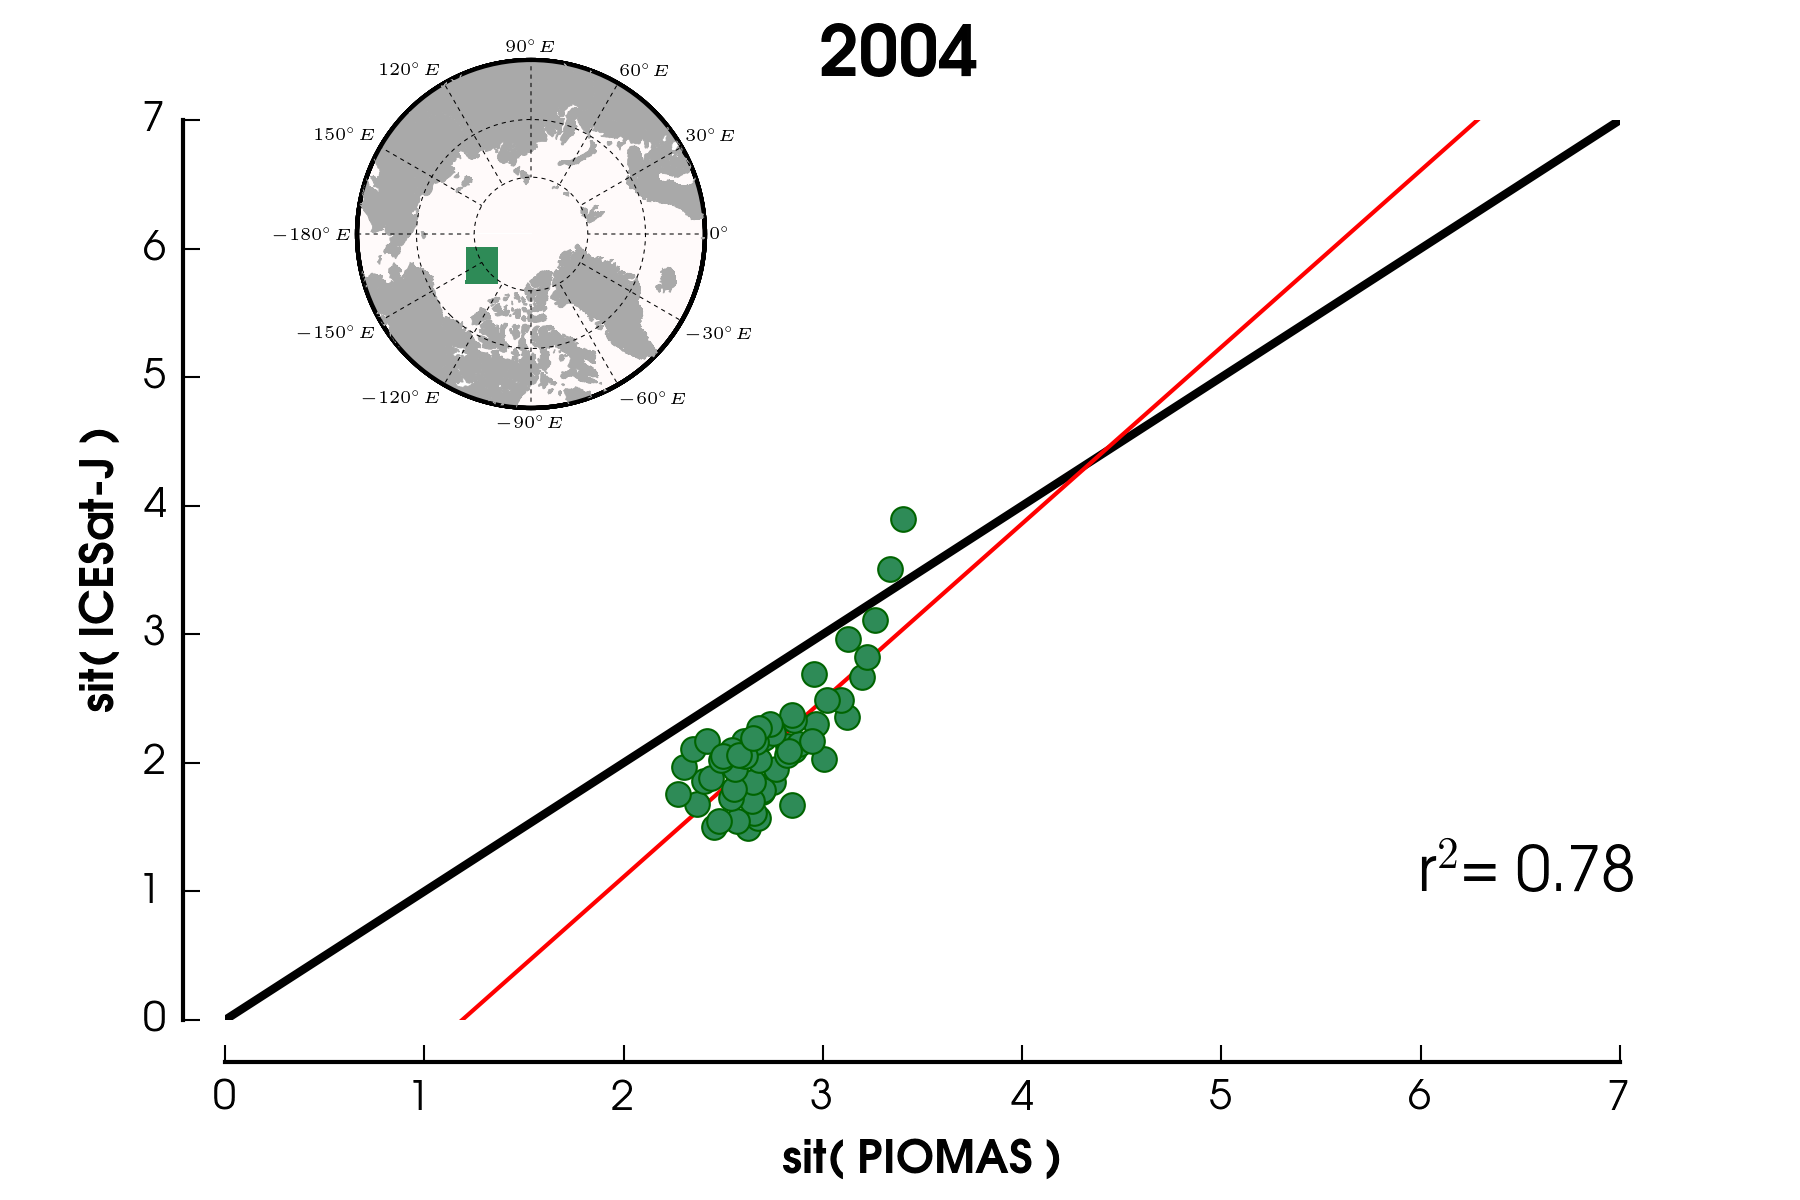 2004
90° E
120° E
60° E
150° E
30° E
−180° E
0°
−150° E
−30° E
−120° E
−60° E
−90° E
7
6
5
4
3
2
1
0
sit( ICESat-J )
r²= 0.78
0 1 2 3 4 5 6 7
sit( PIOMAS )